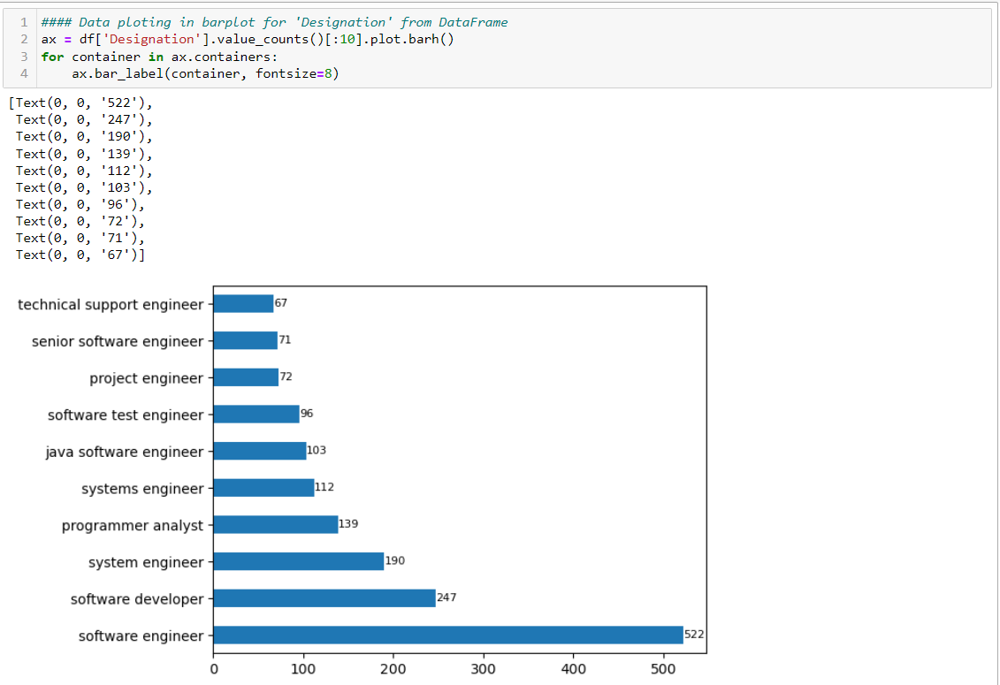 1 #### Data ploting in barplot for 'Designation' from DataFrame
2 ax = df['Designation'].value_counts()[:10].plot.barh()
3 for container in ax.containers:
4     ax.bar_label(container, fontsize=8)
[Text(0, 0, '522'),
 Text(0, 0, '247'),
 Text(0, 0, '190'),
 Text(0, 0, '139'),
 Text(0, 0, '112'),
 Text(0, 0, '103'),
 Text(0, 0, '96'),
 Text(0, 0, '72'),
 Text(0, 0, '71'),
 Text(0, 0, '67')]
technical support engineer 67
senior software engineer 71
project engineer 72
software test engineer 96
java software engineer 103
systems engineer 112
programmer analyst 139
system engineer 190
software developer 247
software engineer 522
0 100 200 300 400 500